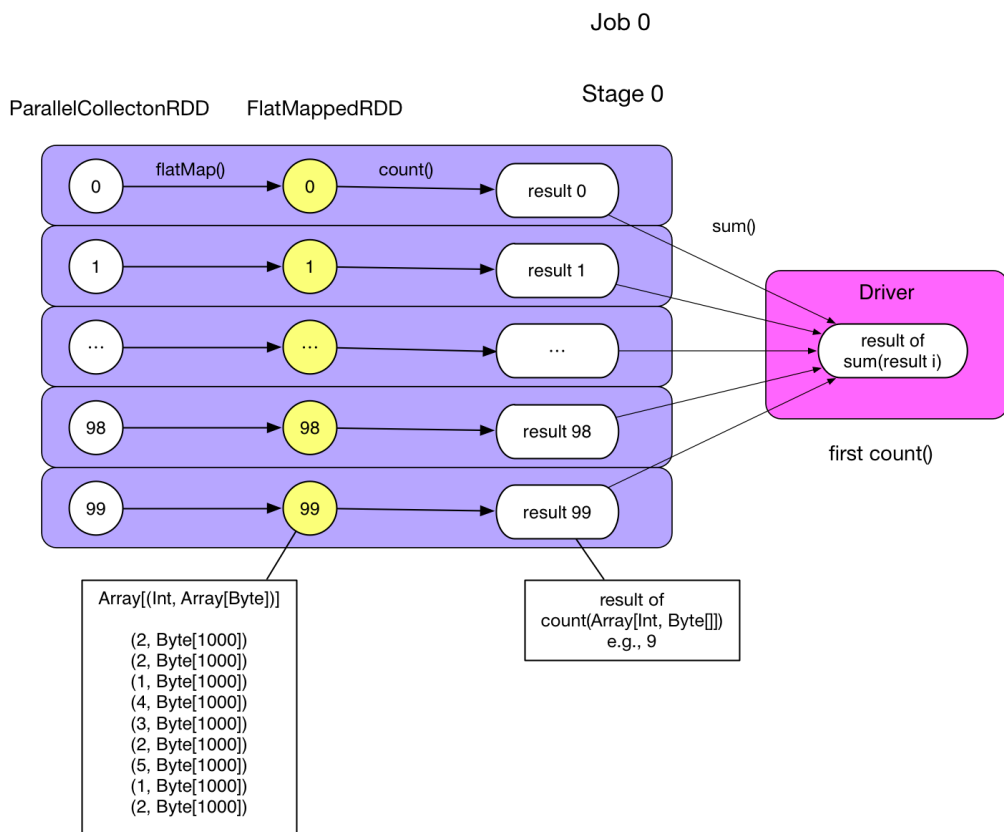 Job 0
Stage 0
ParallelCollectonRDD
FlatMappedRDD
0
flatMap()
0
count()
result 0
sum()
1
1
result 1
Driver
...
...
...
result of
sum(result i)
98
98
result 98
first count()
99
99
result 99
Array[(Int, Array[Byte])]
(2, Byte[1000])
(2, Byte[1000])
(1, Byte[1000])
(4, Byte[1000])
(3, Byte[1000])
(2, Byte[1000])
(5, Byte[1000])
(1, Byte[1000])
(2, Byte[1000])
result of
count(Array[Int, Byte[]])
e.g., 9